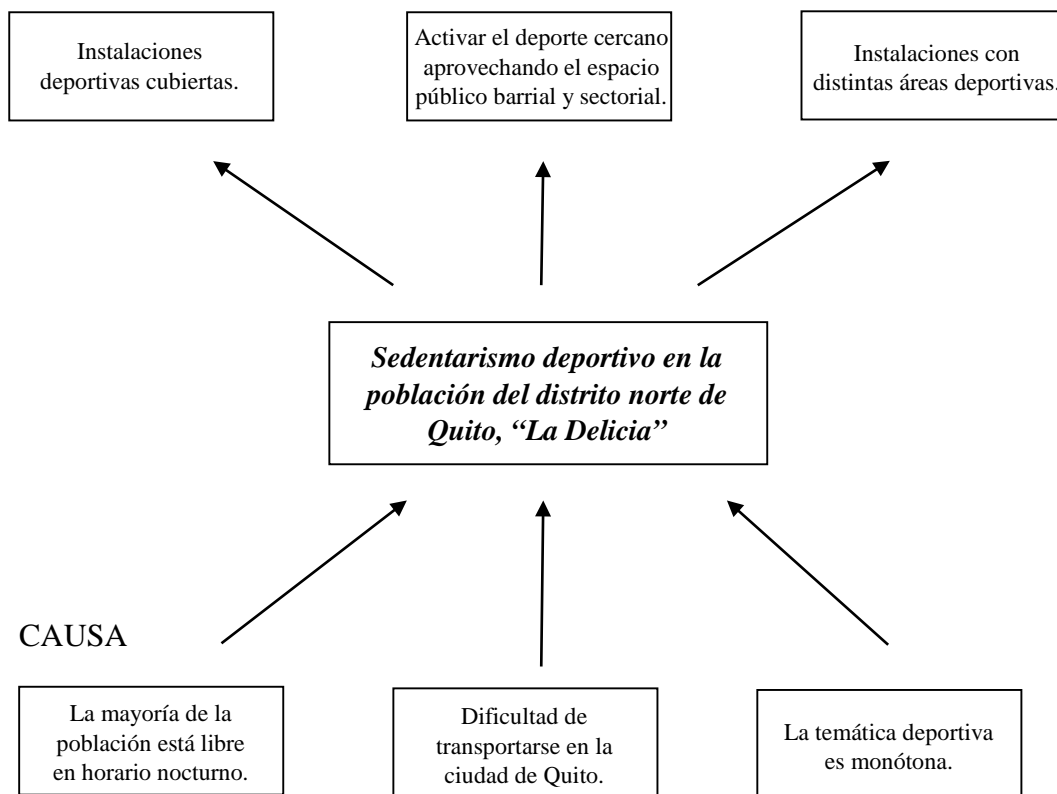 Instalaciones
deportivas cubiertas.
Activar el deporte cercano
aprovechando el espacio
público barrial y sectorial.
Instalaciones con
distintas áreas deportivas.
Sedentarismo deportivo en la
población del distrito norte de
Quito, “La Delicia”
CAUSA
La mayoría de la
población está libre
en horario nocturno.
Dificultad de
transportarse en la
ciudad de Quito.
La temática deportiva
es monótona.